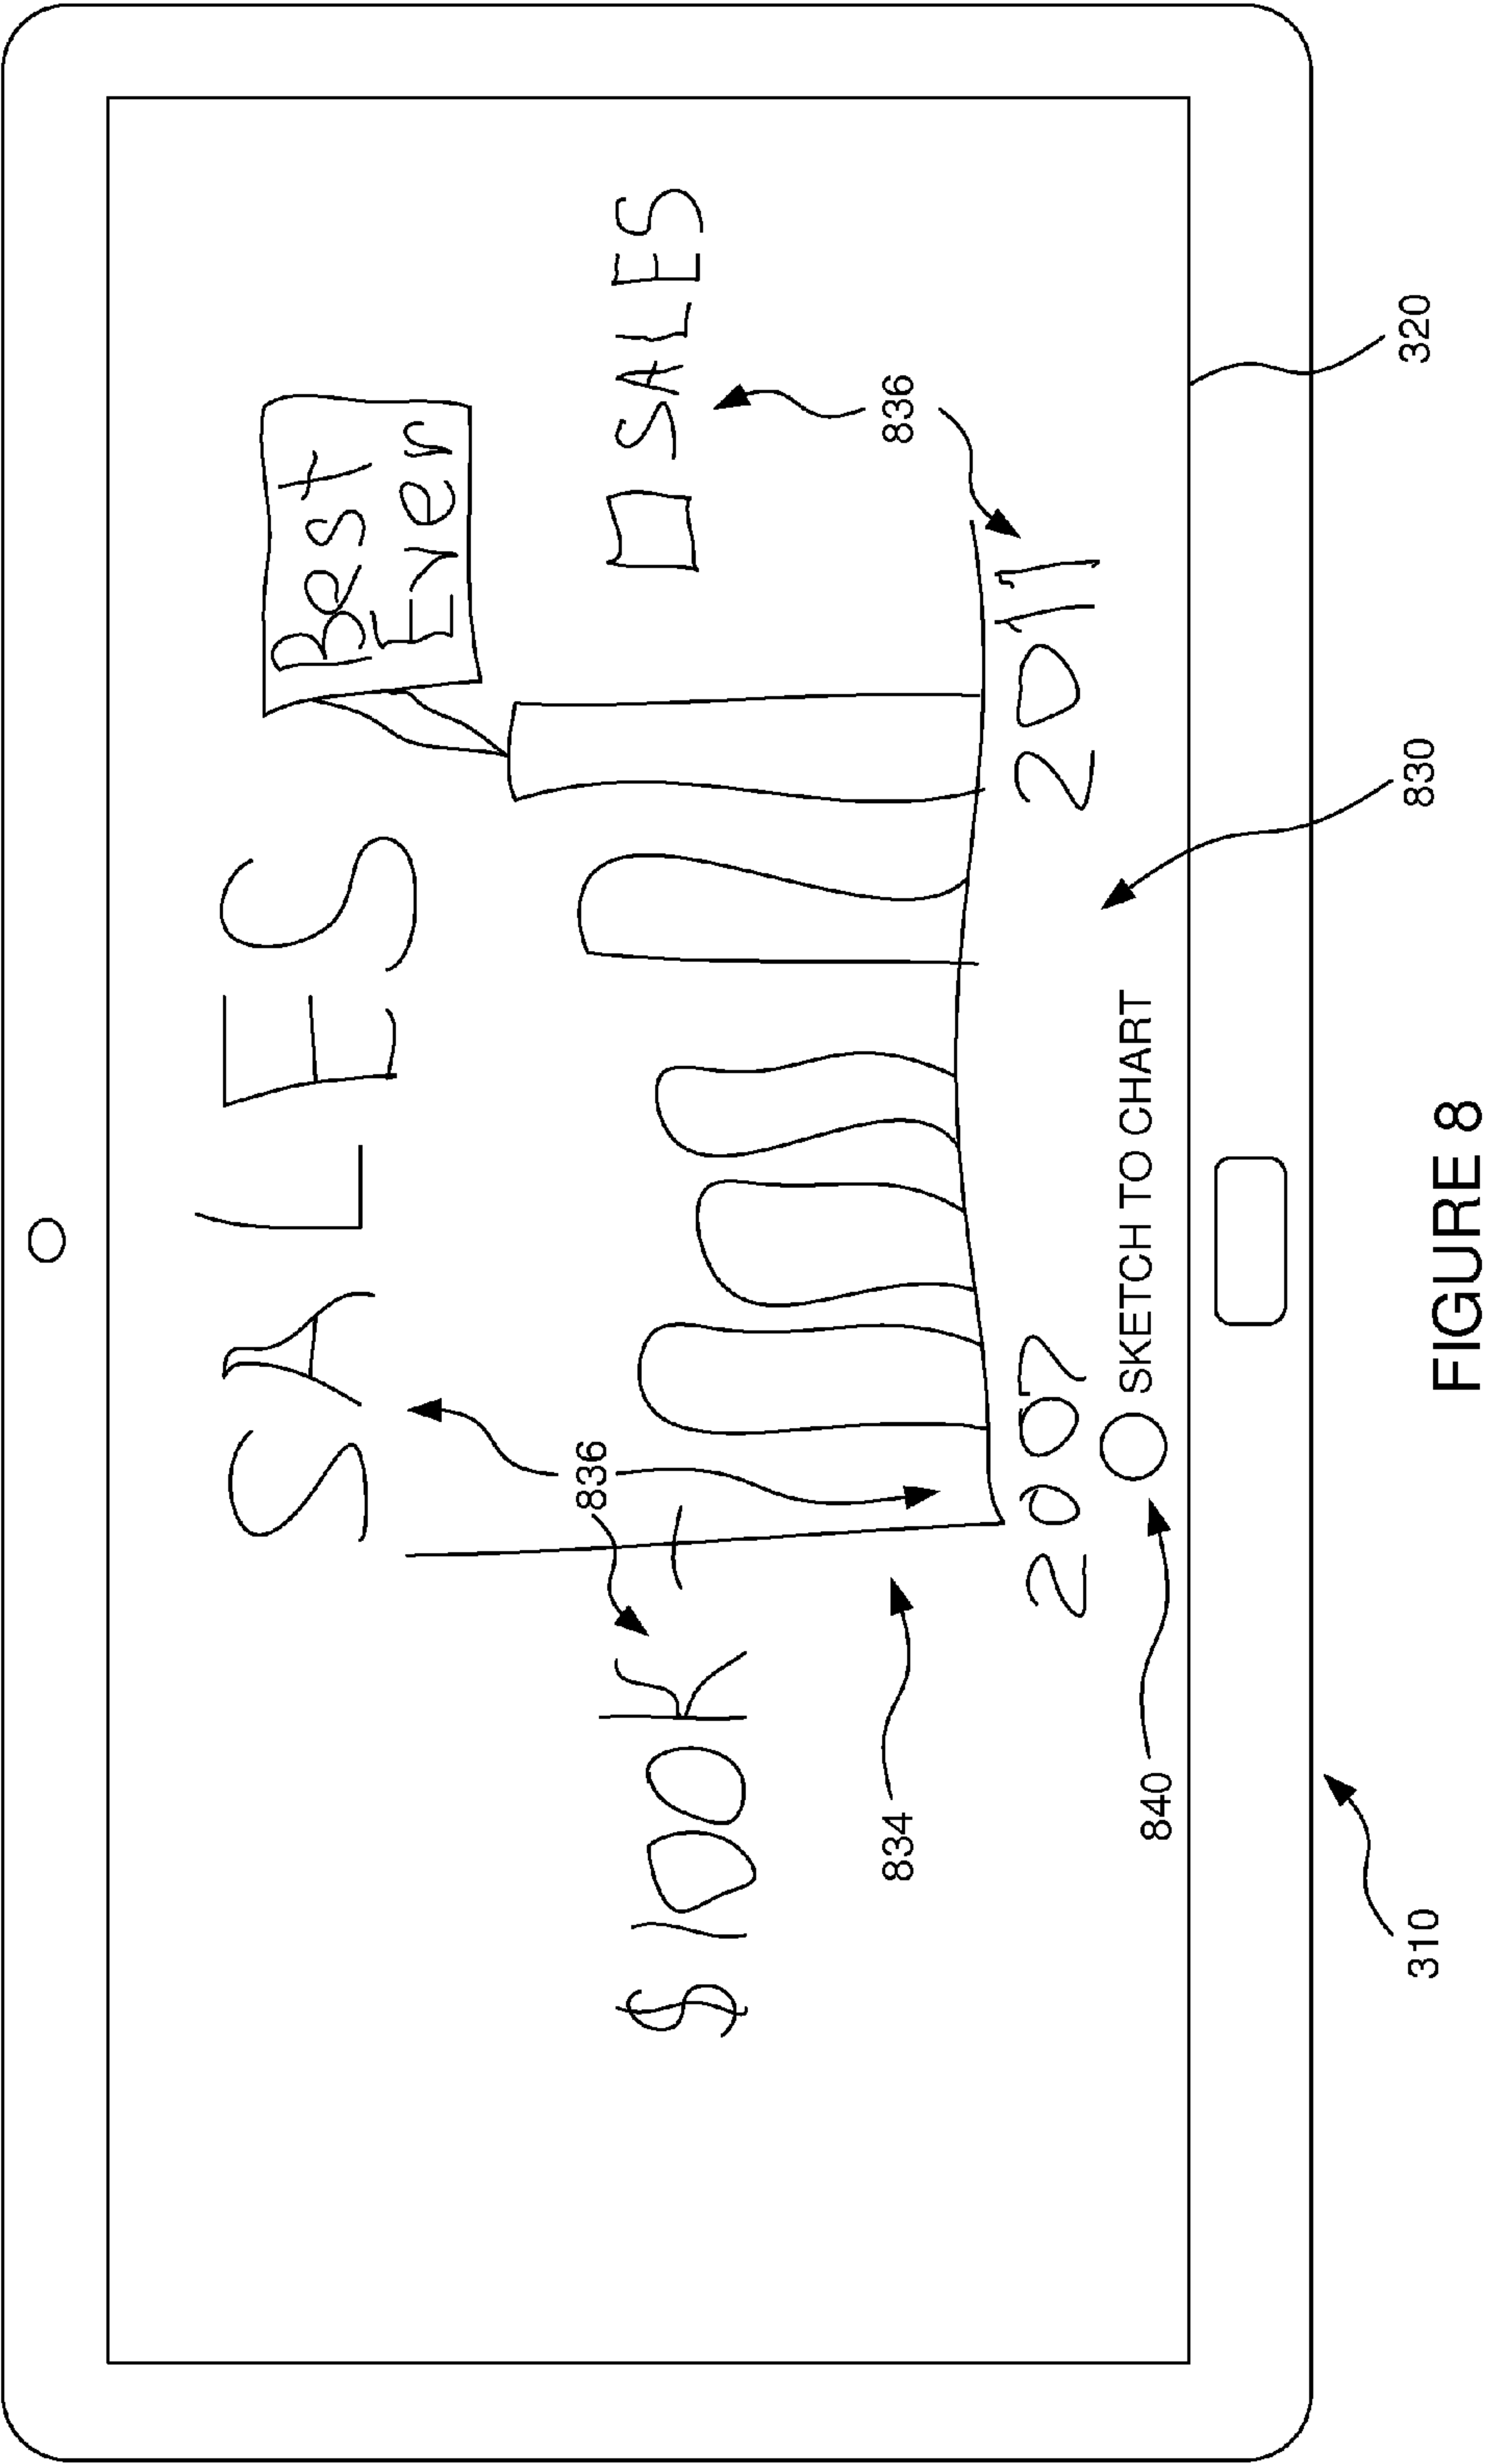 SALES
Best
Ever
836
$100K
SALES
836
834
2007
2011
SKETCH TO CHART
840
830
320
310
FIGURE 8